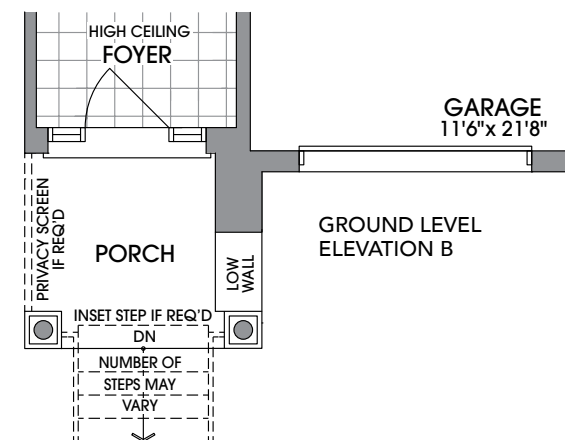 HIGH CEILING
FOYER
GARAGE
11'6"x 21'8"
PRIVACY SCREEN
IF REQ'D
PORCH
GROUND LEVEL
ELEVATION B
LOW
WALL
INSET STEP IF REQ'D
DN
NUMBER OF
STEPS MAY
VARY